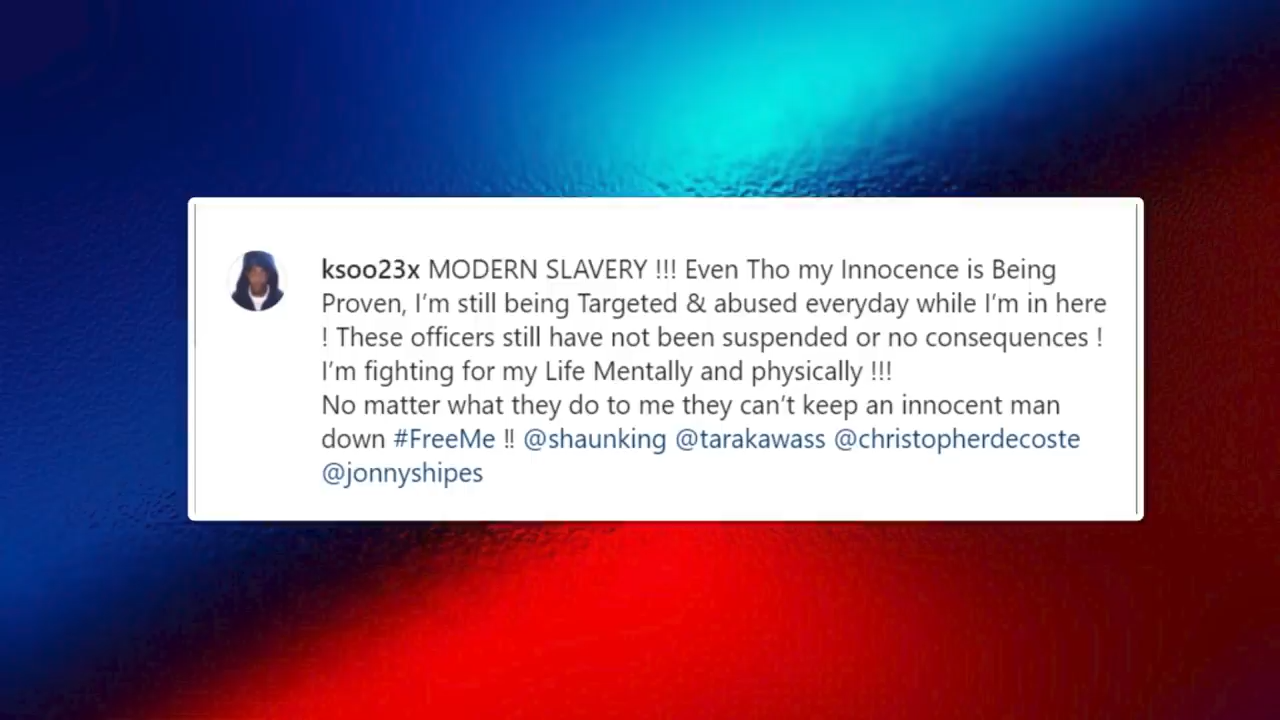 ksoo23x MODERN SLAVERY !!! Even Tho my Innocence is Being
Proven, I’m still being Targeted & abused everyday while I’m in here
! These officers still have not been suspended or no consequences !
I’m fighting for my Life Mentally and physically !!!
No matter what they do to me they can’t keep an innocent man
down #FreeMe ‼ @shaunking @tarakawass @christopherdecoste
@jonnyshipes